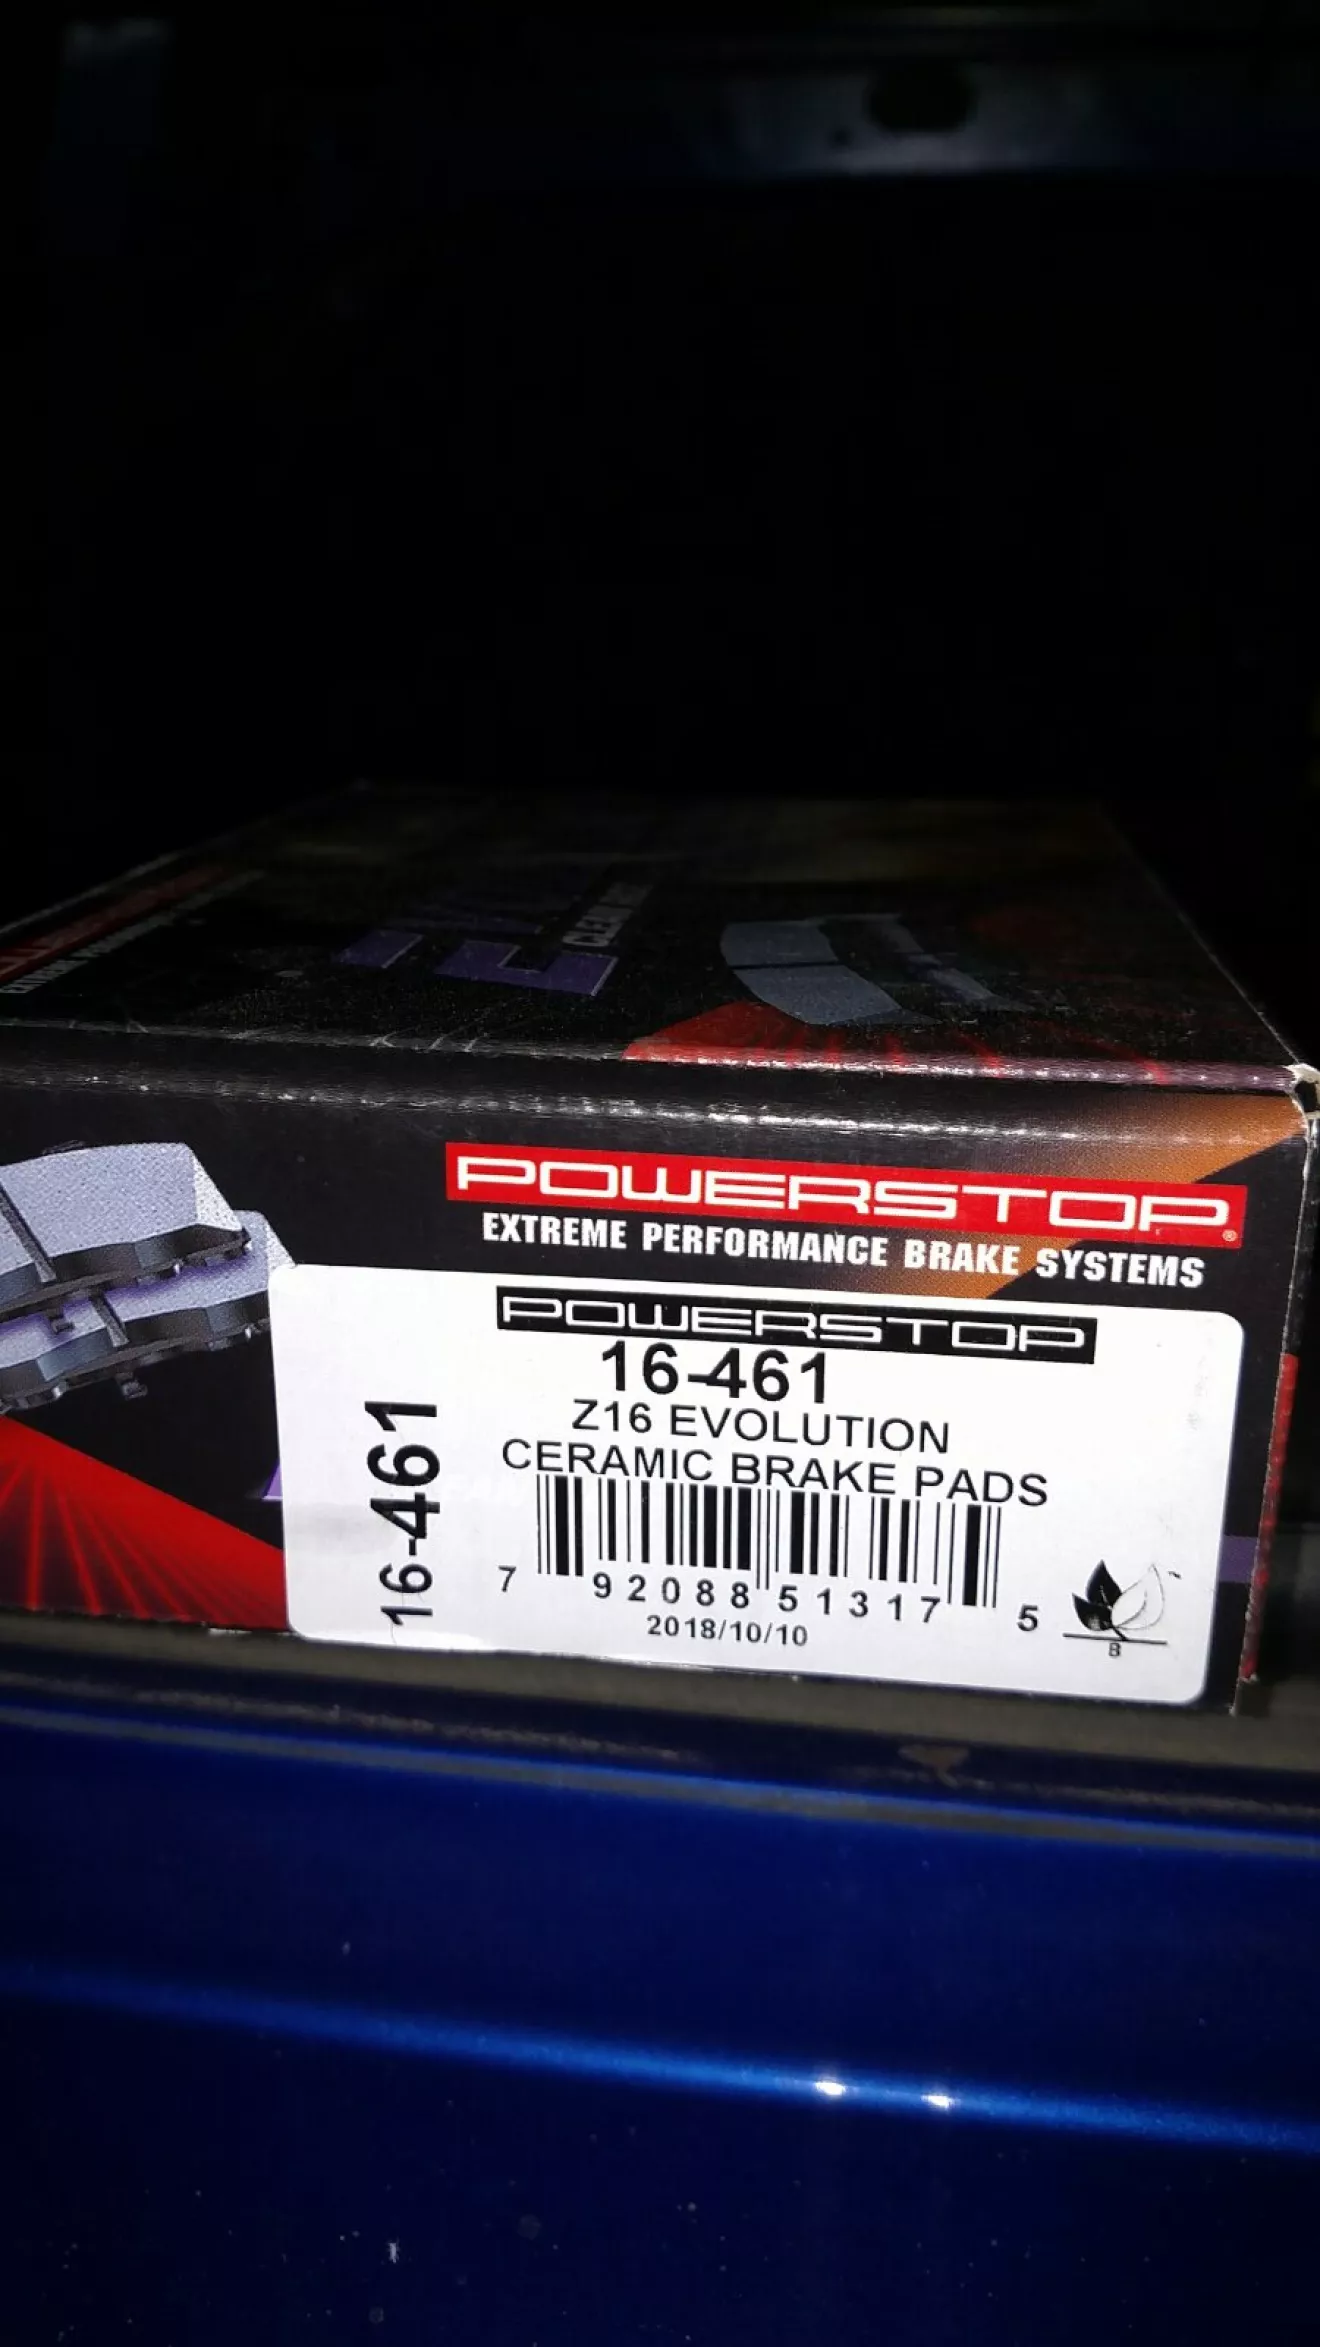 CLEAN
POWERSTOP®
EXTREME PERFORMANCE BRAKE SYSTEMS
POWERSTOP
16-461
16-461
Z16 EVOLUTION
CERAMIC BRAKE PADS
7 92088 51317 5
2018/10/10
B